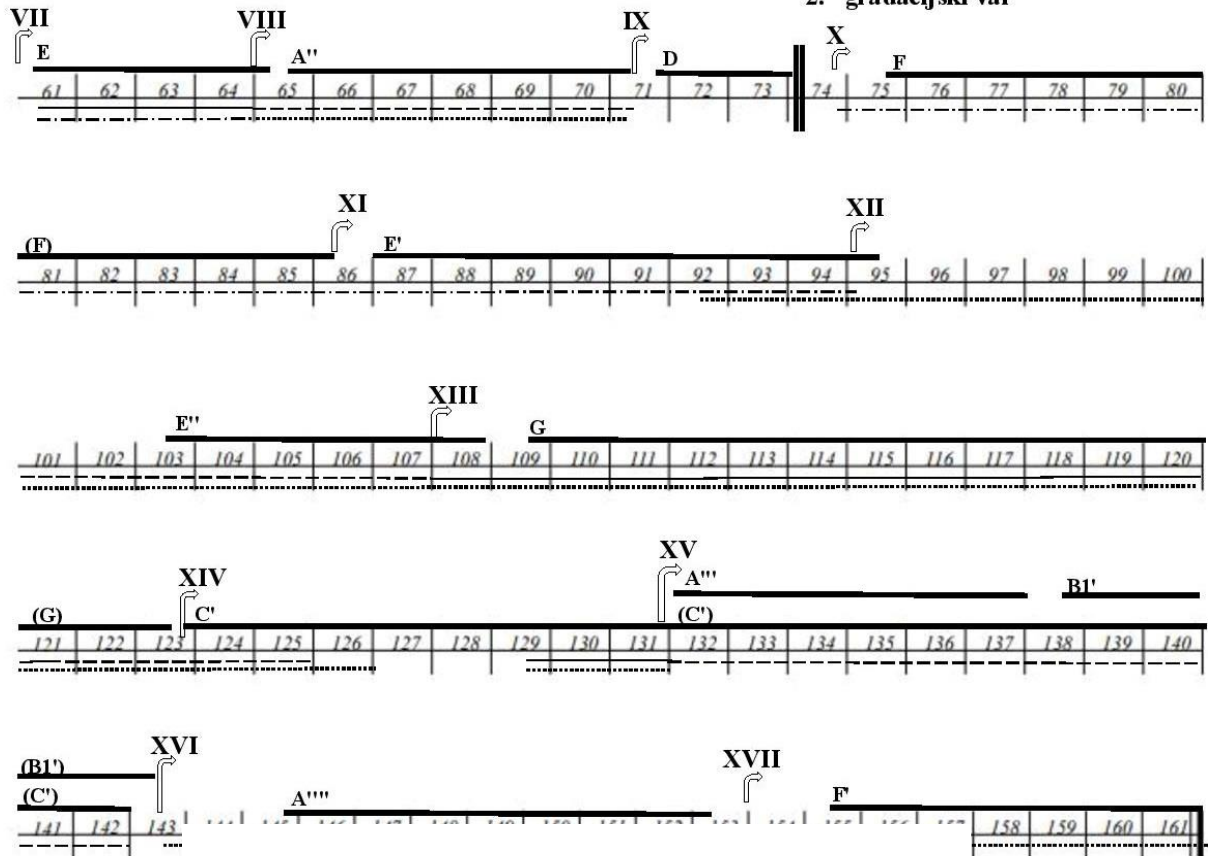 2. gradacijski val
VII VIII IX X
E A'' D F
61 62 63 64 65 66 67 68 69 70 71 72 73 74 75 76 77 78 79 80
XI XII
(F) E'
81 82 83 84 85 86 87 88 89 90 91 92 93 94 95 96 97 98 99 100
XIII
E'' G
101 102 103 104 105 106 107 108 109 110 111 112 113 114 115 116 117 118 119 120
XIV XV
A''' B1'
(G) C' (C')
121 122 123 124 125 126 127 128 129 130 131 132 133 134 135 136 137 138 139 140
XVI XVII
(B1')
(C') A'''' F'
141 142 143 158 159 160 161